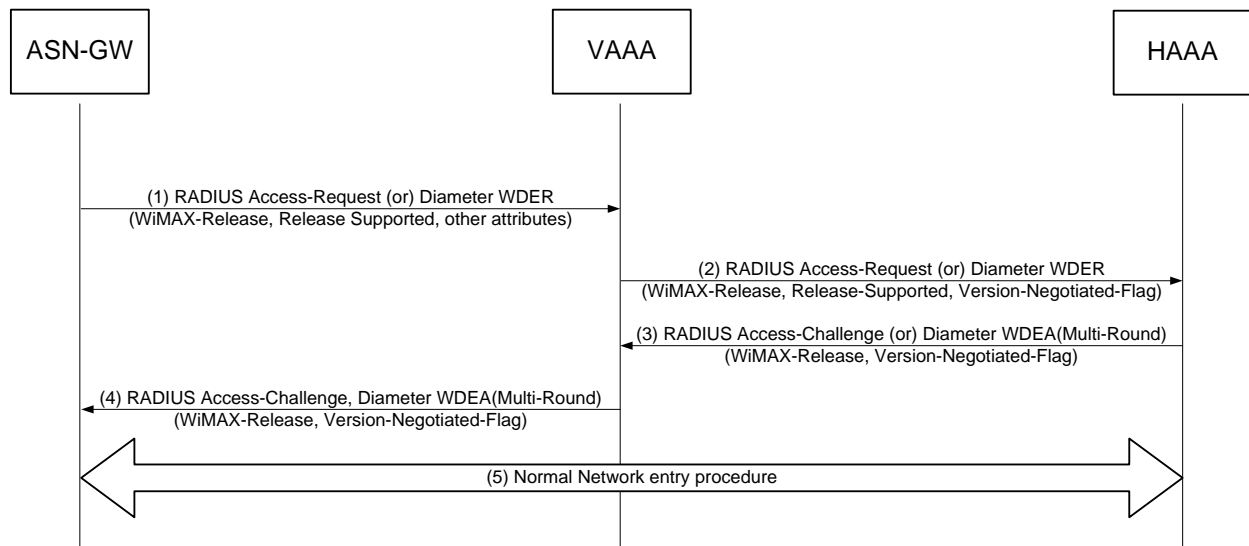 ASN-GW
VAAA
HAAA
(1) RADIUS Access-Request (or) Diameter WDER
(WiMAX-Release, Release Supported, other attributes)
(2) RADIUS Access-Request (or) Diameter WDER
(WiMAX-Release, Release-Supported, Version-Negotiated-Flag)
(3) RADIUS Access-Challenge (or) Diameter WDEA(Multi-Round)
(WiMAX-Release, Version-Negotiated-Flag)
(4) RADIUS Access-Challenge, Diameter WDEA(Multi-Round)
(WiMAX-Release, Version-Negotiated-Flag)
(5) Normal Network entry procedure